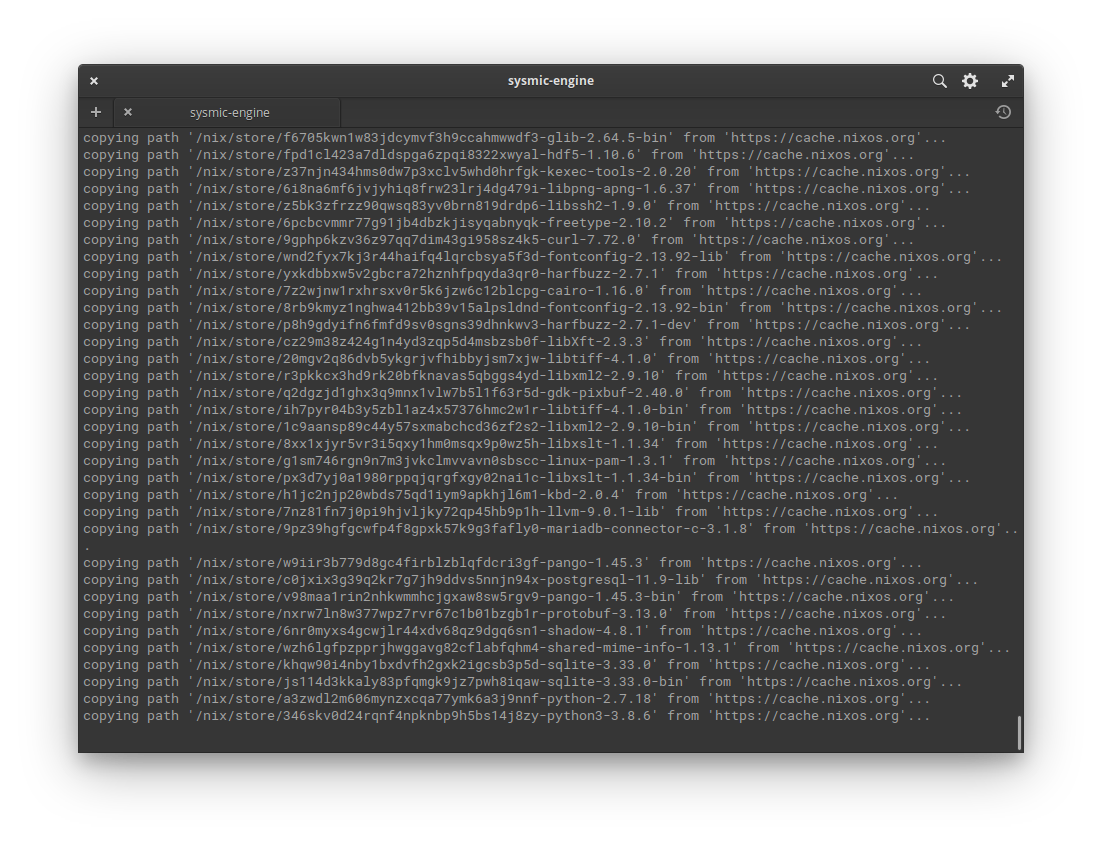 sysmic-engine
sysmic-engine
copying path '/nix/store/f6705kwn1w83jdcymvf3h9ccahmwwdf3-glib-2.64.5-bin' from 'https://cache.nixos.org'...
copying path '/nix/store/fpd1cl423a7dldspga6zpqi8322xwyal-hdf5-1.10.6' from 'https://cache.nixos.org'...
copying path '/nix/store/z37njn434hms0dw7p3xclv5whd0hrfgk-kexec-tools-2.0.20' from 'https://cache.nixos.org'...
copying path '/nix/store/6i8na6mf6jvjyhiq8frw23lrj4dg479i-libpng-apng-1.6.37' from 'https://cache.nixos.org'...
copying path '/nix/store/z5bk3zfrzz90qwsq83yv0brn819drdp6-libssh2-1.9.0' from 'https://cache.nixos.org'...
copying path '/nix/store/6pcbcvmmr77g91jb4dbzkjisyqabnyqk-freetype-2.10.2' from 'https://cache.nixos.org'...
copying path '/nix/store/9gphp6kzv36z97qq7dim43gi958sz4k5-curl-7.72.0' from 'https://cache.nixos.org'...
copying path '/nix/store/wnd2fyx7kj3r44haifq4lqrcbsya5f3d-fontconfig-2.13.92-lib' from 'https://cache.nixos.org'...
copying path '/nix/store/yxkdbbxw5v2gbcra72hznhfpqyda3qr0-harfbuzz-2.7.1' from 'https://cache.nixos.org'...
copying path '/nix/store/7z2wjnw1rxhrsxv0r5k6jzw6c12blcpg-cairo-1.16.0' from 'https://cache.nixos.org'...
copying path '/nix/store/8rb9kmyz1nghwa412bb39v15alpsldnd-fontconfig-2.13.92-bin' from 'https://cache.nixos.org'...
copying path '/nix/store/p8h9gdyifn6fmfd9sv0sgns39dhnkwv3-harfbuzz-2.7.1-dev' from 'https://cache.nixos.org'...
copying path '/nix/store/cz29m38z424g1n4yd3zqp5d4msbzsb0f-libXft-2.3.3' from 'https://cache.nixos.org'...
copying path '/nix/store/20mgv2q86dvb5ykgrjvfhibbyjsm7xjw-libtiff-4.1.0' from 'https://cache.nixos.org'...
copying path '/nix/store/r3pkkcx3hd9rk20bfknavas5qbggs4yd-libxml2-2.9.10' from 'https://cache.nixos.org'...
copying path '/nix/store/q2dgzjd1ghx3q9mnx1vlw7b5l1f63r5d-gdk-pixbuf-2.40.0' from 'https://cache.nixos.org'...
copying path '/nix/store/ih7pyr04b3y5zbl1az4x57376hmc2w1r-libtiff-4.1.0-bin' from 'https://cache.nixos.org'...
copying path '/nix/store/1c9aansp89c44y57sxmabchcd36zf2s2-libxml2-2.9.10-bin' from 'https://cache.nixos.org'...
copying path '/nix/store/8xx1xjyr5vr3i5qxy1hm0msqx9p0wz5h-libxslt-1.1.34' from 'https://cache.nixos.org'...
copying path '/nix/store/g1sm746rgn9n7m3jvkclmvvavn0sbscc-linux-pam-1.3.1' from 'https://cache.nixos.org'...
copying path '/nix/store/px3d7yj0a1980rppqjqrgfxgy02nai1c-libxslt-1.1.34-bin' from 'https://cache.nixos.org'...
copying path '/nix/store/h1jc2njp20wbds75qd1iym9apkhjl6m1-kbd-2.0.4' from 'https://cache.nixos.org'...
copying path '/nix/store/7nz81fn7j0pi9hjvljky72qp45hb9p1h-llvm-9.0.1-lib' from 'https://cache.nixos.org'...
copying path '/nix/store/9pz39hgfgcwfp4f8gpxk57k9g3fafly0-mariadb-connector-c-3.1.8' from 'https://cache.nixos.org'..
.
copying path '/nix/store/w9iir3b779d8gc4firblzblqfdcri3gf-pango-1.45.3' from 'https://cache.nixos.org'...
copying path '/nix/store/c0jxix3g39q2kr7g7jh9ddvs5nnjn94x-postgresql-11.9-lib' from 'https://cache.nixos.org'...
copying path '/nix/store/v98maa1rin2nhkwmmhcjgxaw8sw5rgv9-pango-1.45.3-bin' from 'https://cache.nixos.org'...
copying path '/nix/store/nxrw7ln8w377wpz7rvr67c1b01bzgb1r-protobuf-3.13.0' from 'https://cache.nixos.org'...
copying path '/nix/store/6nr0myxs4gcwjlr44xdv68qz9dgq6sn1-shadow-4.8.1' from 'https://cache.nixos.org'...
copying path '/nix/store/wzh6lgfpzpprjhwggavg82cflabfqhm4-shared-mime-info-1.13.1' from 'https://cache.nixos.org'...
copying path '/nix/store/khqw90i4nby1bxdvfh2gxk2igcsb3p5d-sqlite-3.33.0' from 'https://cache.nixos.org'...
copying path '/nix/store/js114d3kkaly83pfqmgk9jz7pwh8iqaw-sqlite-3.33.0-bin' from 'https://cache.nixos.org'...
copying path '/nix/store/a3zwdl2m606mynzxcqa77ymk6a3j9nnf-python-2.7.18' from 'https://cache.nixos.org'...
copying path '/nix/store/346skv0d24rqnf4npknbp9h5bs14j8zy-python3-3.8.6' from 'https://cache.nixos.org'...